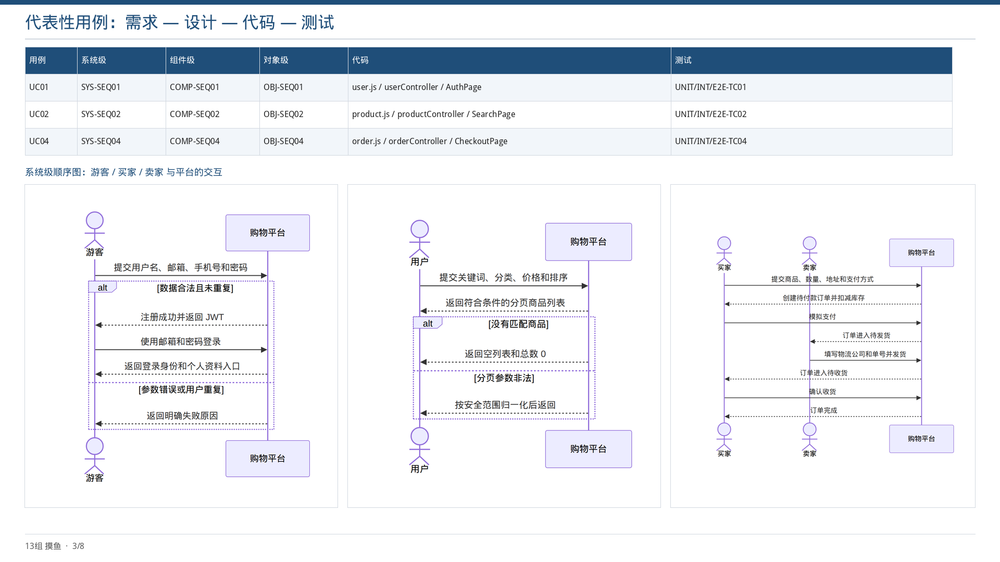 代表性用例：需求 — 设计 — 代码 — 测试
用例 系统级 组件级 对象级 代码 测试
UC01 SYS-SEQ01 COMP-SEQ01 OBJ-SEQ01 user.js / userController / AuthPage UNIT/INT/E2E-TC01
UC02 SYS-SEQ02 COMP-SEQ02 OBJ-SEQ02 product.js / productController / SearchPage UNIT/INT/E2E-TC02
UC04 SYS-SEQ04 COMP-SEQ04 OBJ-SEQ04 order.js / orderController / CheckoutPage UNIT/INT/E2E-TC04
系统级顺序图：游客 / 买家 / 卖家 与平台的交互
游客 购物平台
提交用户名、邮箱、手机号和密码
alt [数据合法且未重复]
注册成功并返回 JWT
使用邮箱和密码登录
返回登录身份和个人资料入口
[参数错误或用户重复]
返回明确失败原因
游客 购物平台
用户 购物平台
提交关键词、分类、价格和排序
返回符合条件的分页商品列表
alt [没有匹配商品]
返回空列表和总数 0
[分页参数非法]
按安全范围归一化后返回
用户 购物平台
买家 卖家 购物平台
提交商品、数量、地址和支付方式
创建待付款订单并扣减库存
模拟支付
订单进入待发货
填写物流公司和单号并发货
订单进入待收货
确认收货
订单完成
买家 卖家 购物平台
13组 摸鱼 · 3/8